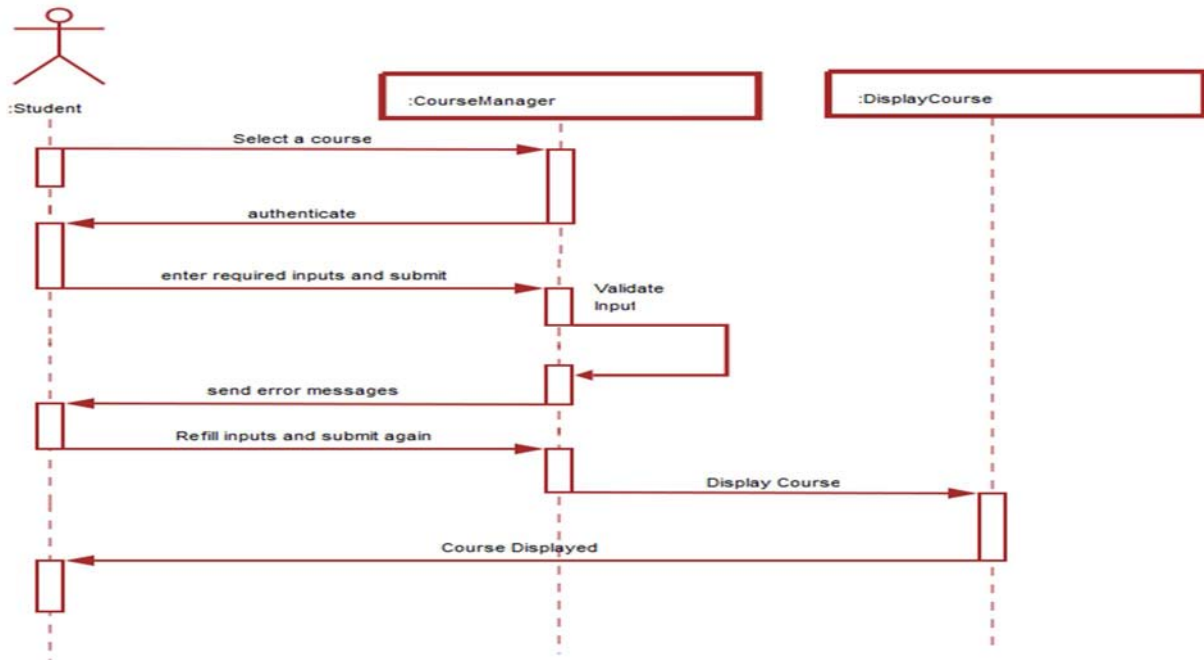 :Student
:CourseManager
:DisplayCourse
Select a course
authenticate
enter required inputs and submit
Validate
Input
send error messages
Refill inputs and submit again
Display Course
Course Displayed